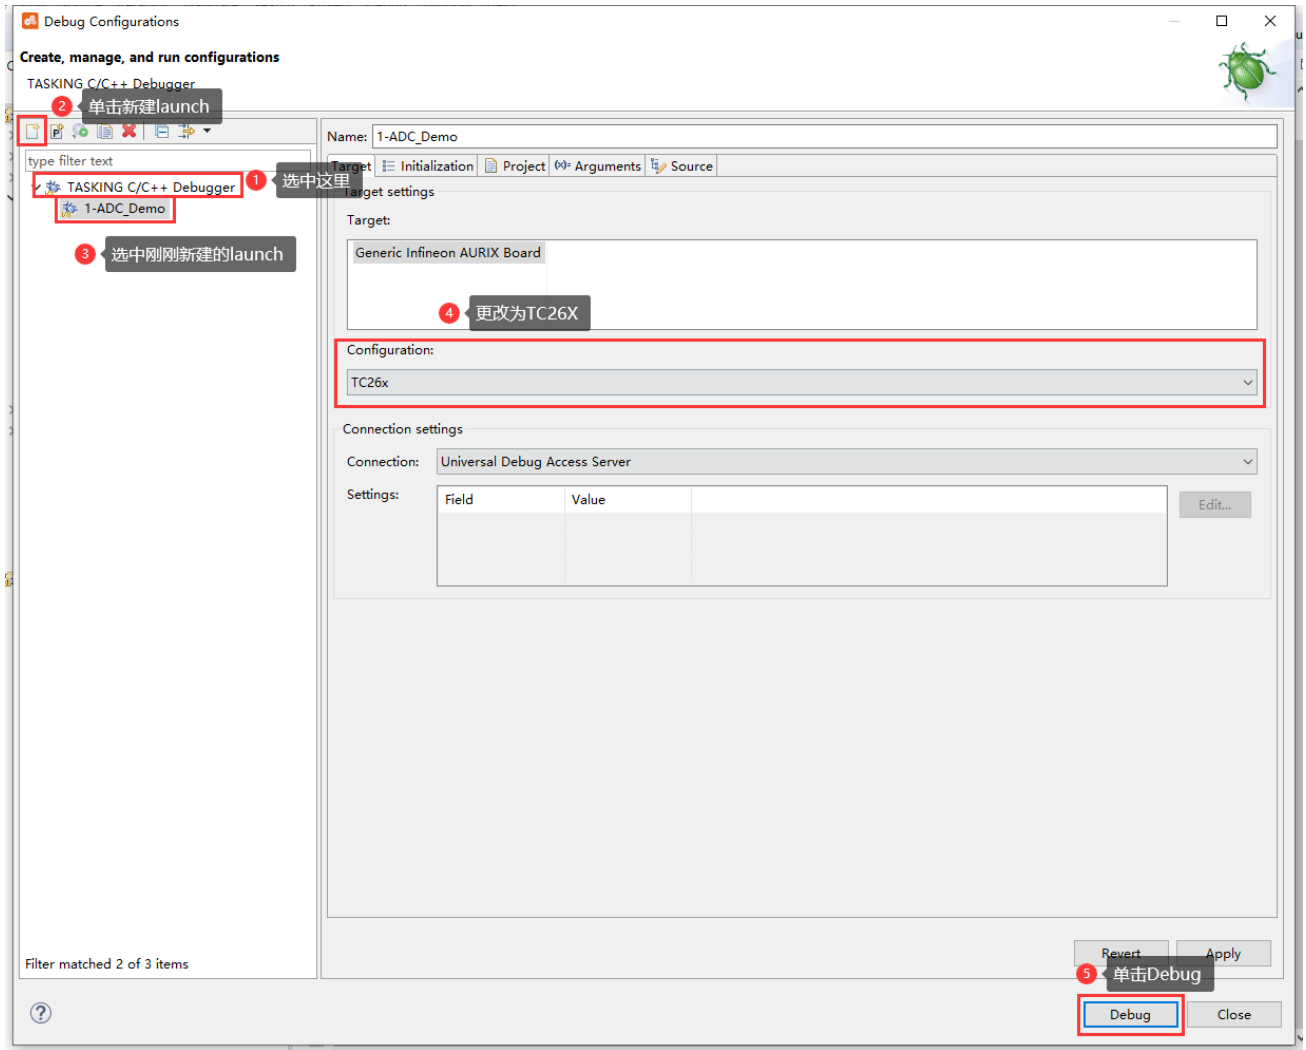 Debug Configurations
Create, manage, and run configurations
TASKING C/C++ Debugger
2 单击新建launch
type filter text
TASKING C/C++ Debugger
1 选中这里
1-ADC_Demo
3 选中刚刚新建的launch
Filter matched 2 of 3 items
Name: 1-ADC_Demo
Target Initialization Project (x)= Arguments Source
Target settings
Target:
Generic Infineon AURIX Board
4 更改为TC26X
Configuration:
TC26x
Connection settings
Connection: Universal Debug Access Server
Settings: Field Value
Edit...
Revert Apply
5 单击Debug
Debug Close